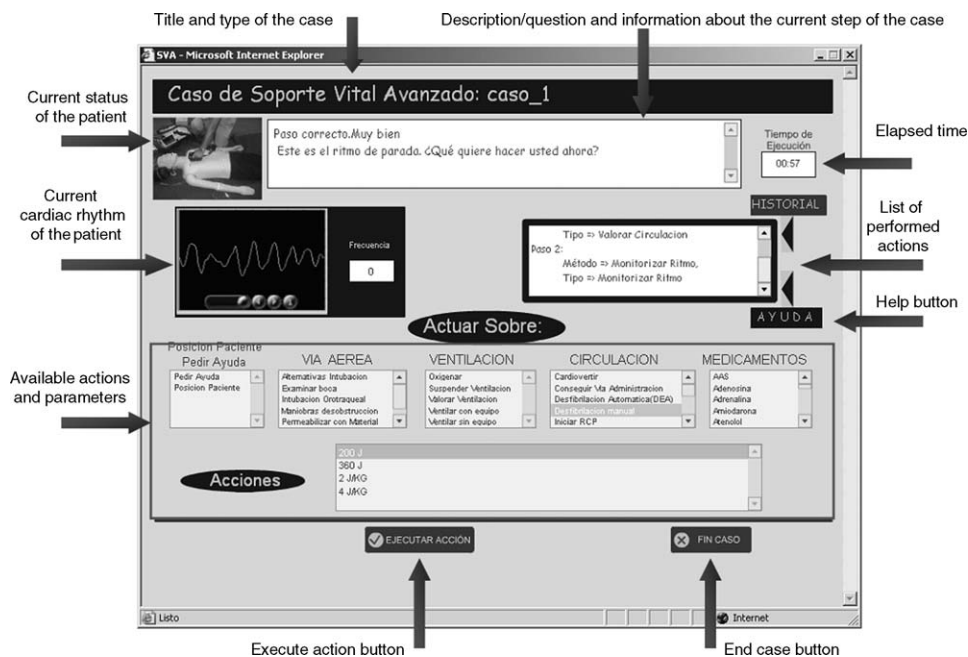 Title and type of the case
Description/question and information about the current step of the case
SVA - Microsoft Internet Explorer
Caso de Soporte Vital Avanzado: caso_1
Current status
of the patient
Paso correcto.Muy bien
Este es el ritmo de parada. ¿Qué quiere hacer usted ahora?
Tiempo de
Ejecución
00:57
Elapsed time
Current
cardiac rhythm
of the patient
Frecuencia
0
HISTORIAL
Tipo => Valorar Circulacion
Paso 2:
Método => Monitorizar Ritmo,
Tipo => Monitorizar Ritmo
List of
performed
actions
AYUDA
Help button
Actuar Sobre:
Available actions
and parameters
Posicion Paciente
Pedir Ayuda
Pedir Ayuda
Posicion Paciente
VIA AEREA
Alternativas Intubacion
Examinar boca
Intubacion Orotraqueal
Maniobras desobstruccion
Permeabilizar con Material
VENTILACION
Oxigenar
Suspender Ventilacion
Valorar Ventilacion
Ventilar con equipo
Ventilar sin equipo
CIRCULACION
Cardiovertir
Conseguir Via Administracion
Desfibrilacion Automatica(DEA)
Desfibrilacion manual
Iniciar RCP
MEDICAMENTOS
AAS
Adenosina
Adrenalina
Amiodarona
Atenolol
Acciones
200 J
360 J
2 J/KG
4 J/KG
EJECUTAR ACCIÓN
FIN CASO
Listo
Internet
Execute action button
End case button